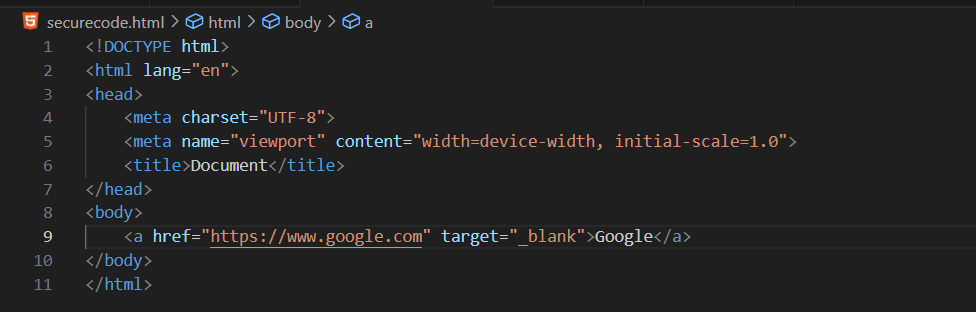 securecode.html > html > body > a
1 <!DOCTYPE html>
2 <html lang="en">
3 <head>
4     <meta charset="UTF-8">
5     <meta name="viewport" content="width=device-width, initial-scale=1.0">
6     <title>Document</title>
7 </head>
8 <body>
9     <a href="https://www.google.com" target="_blank">Google</a>
10 </body>
11 </html>